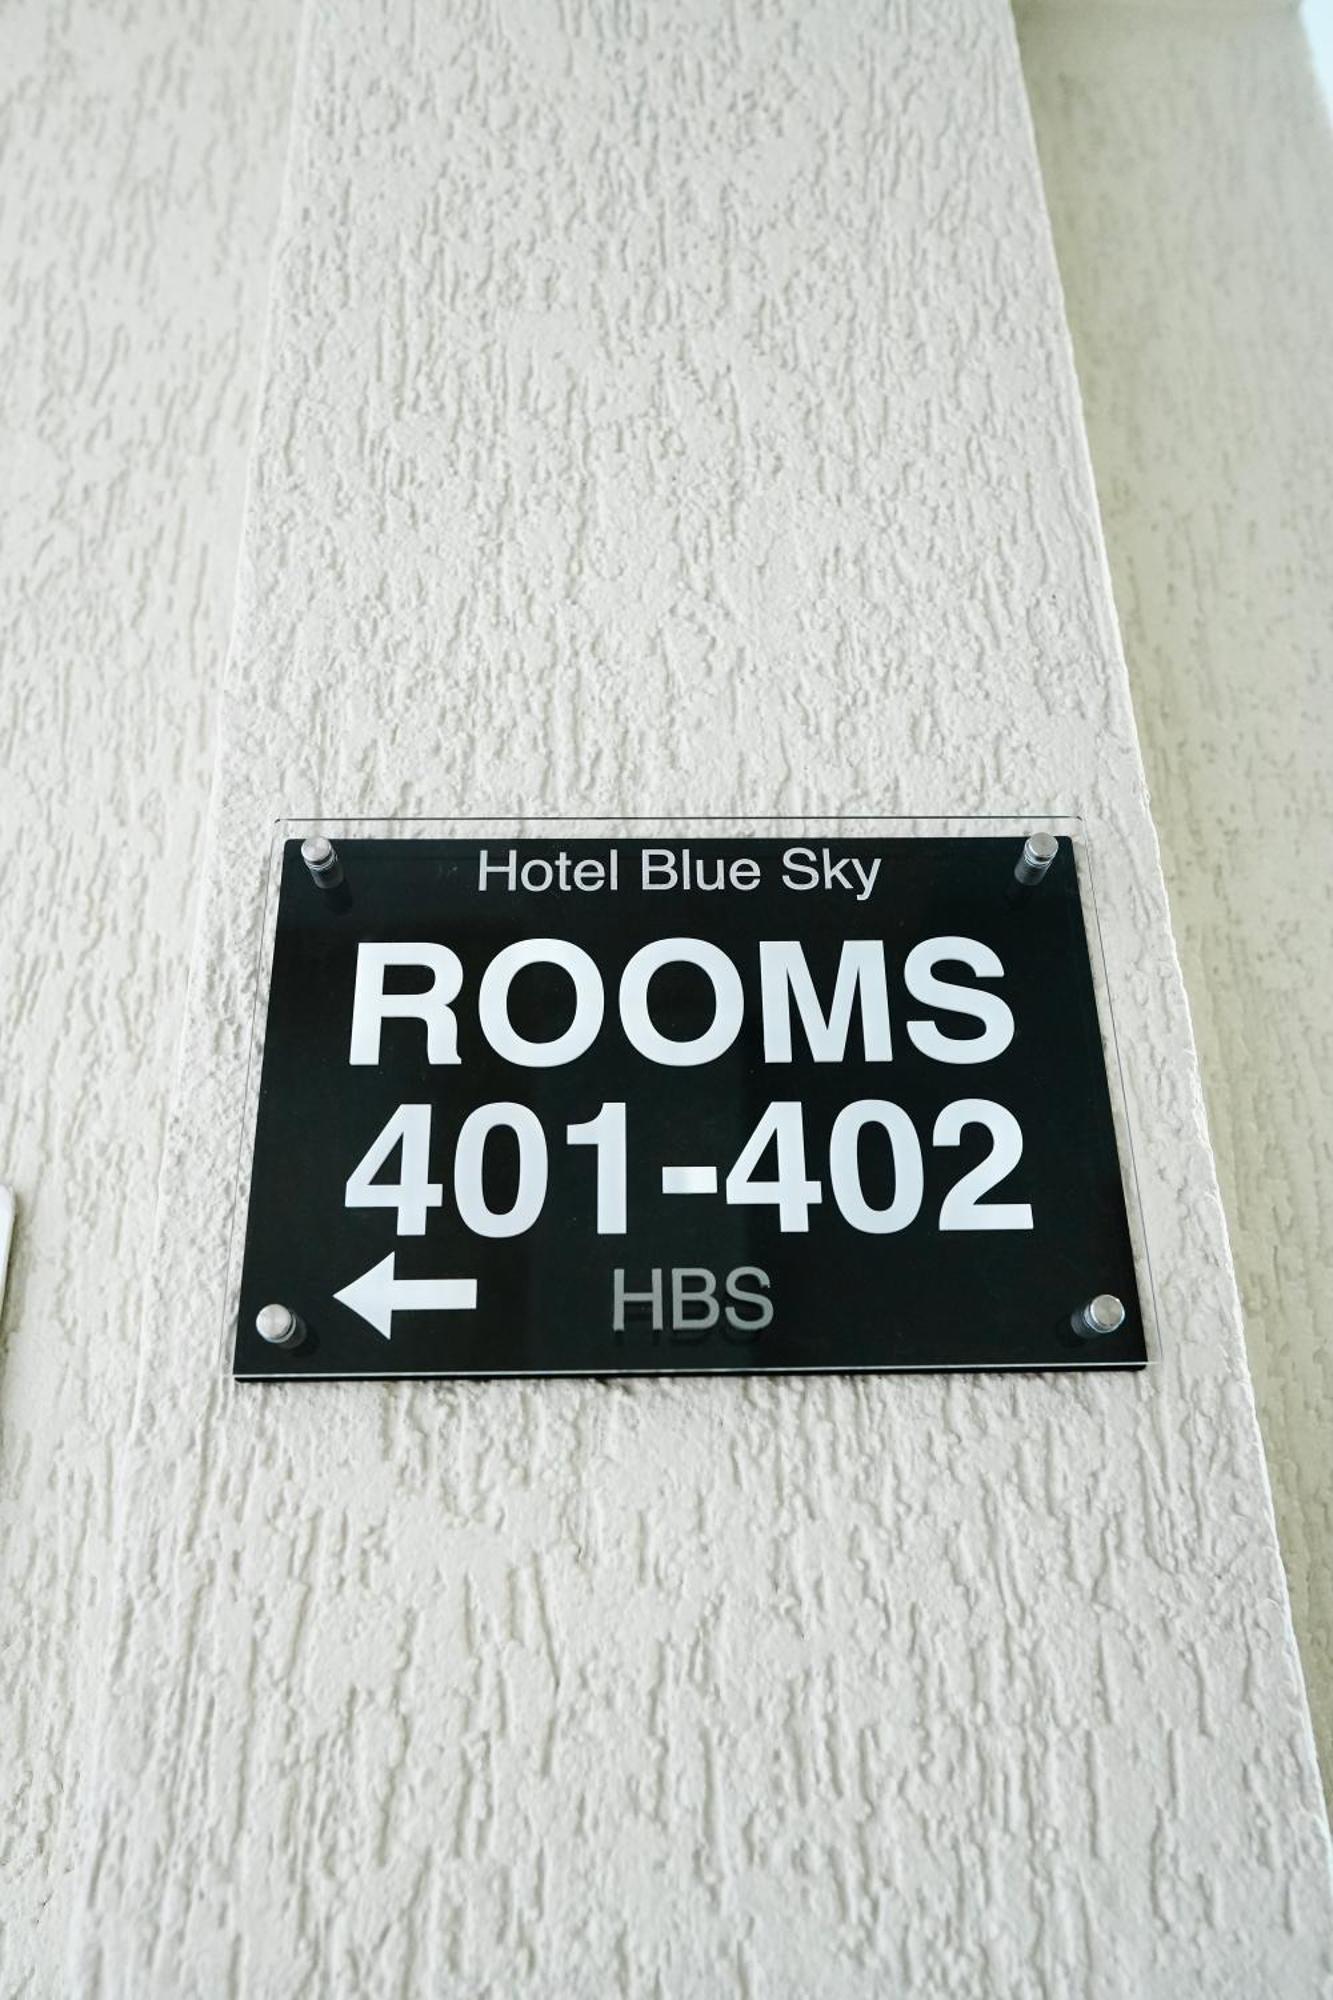 Hotel Blue Sky
ROOMS
401-402
HBS